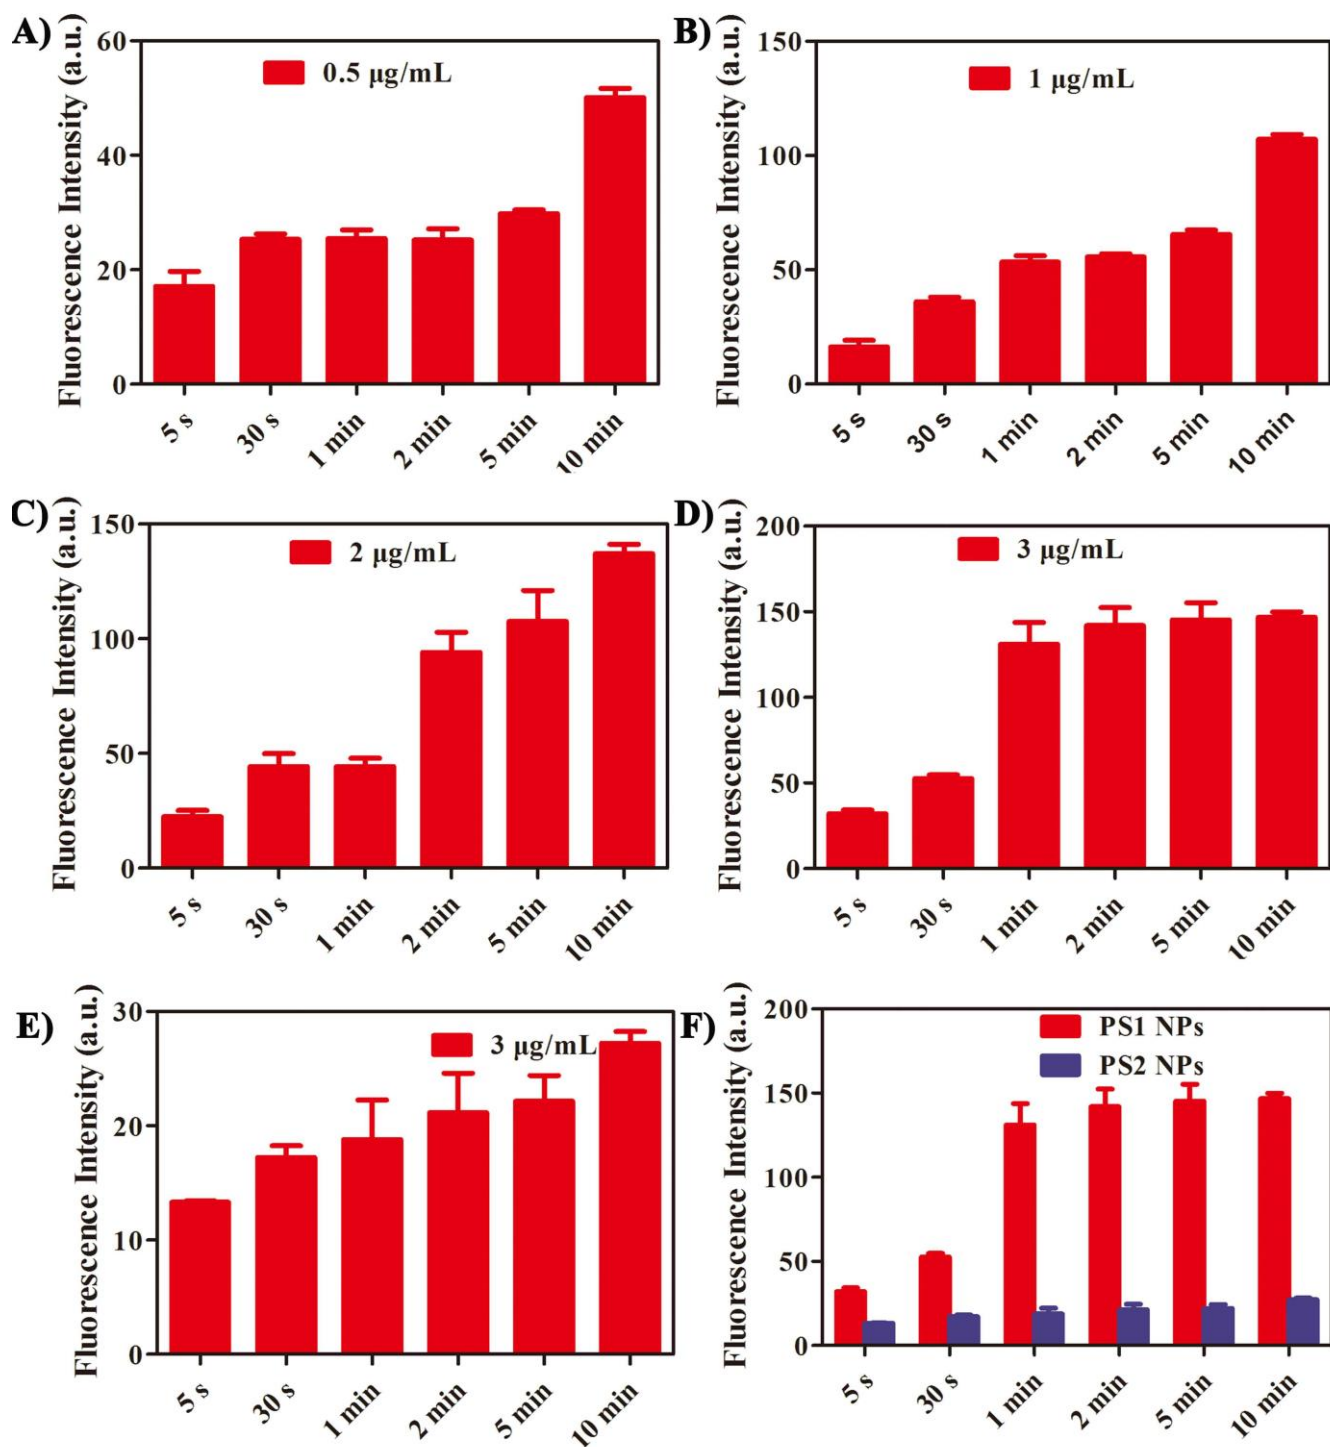 A)
Fluorescence Intensity (a.u.)
60
40
20
0
0.5 μg/mL
5 s
30 s
1 min
2 min
5 min
10 min
B)
Fluorescence Intensity (a.u.)
150
100
50
0
1 μg/mL
5 s
30 s
1 min
2 min
5 min
10 min
C)
Fluorescence Intensity (a.u.)
150
100
50
0
2 μg/mL
5 s
30 s
1 min
2 min
5 min
10 min
D)
Fluorescence Intensity (a.u.)
200
150
100
50
0
3 μg/mL
5 s
30 s
1 min
2 min
5 min
10 min
E)
Fluorescence Intensity (a.u.)
30
20
10
0
3 μg/mL
5 s
30 s
1 min
2 min
5 min
10 min
F)
Fluorescence Intensity (a.u.)
200
150
100
50
0
PS1 NPs
PS2 NPs
5 s
30 s
1 min
2 min
5 min
10 min